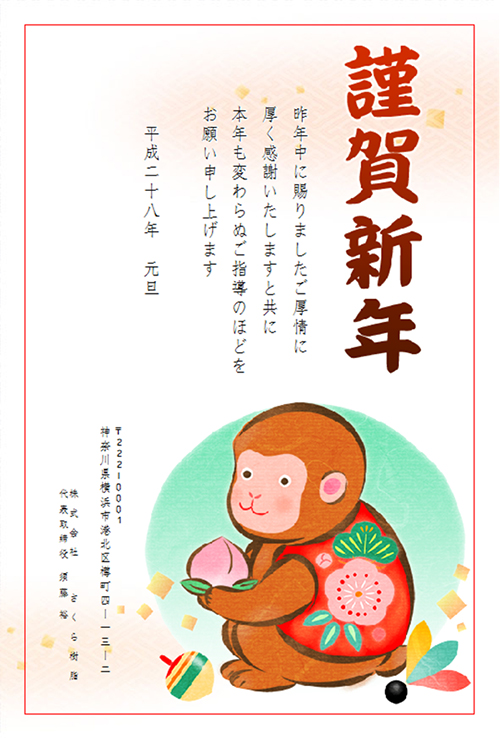 謹賀新年
昨年中に賜りましたご厚情に
厚く感謝いたしますと共に
本年も変わらぬご指導のほどを
お願い申し上げます
平成二十八年　元旦
〒222-0001
神奈川県横浜市港北区樽町四-一三-二
株式会社　さくら樹脂
代表取締役　須藤　裕